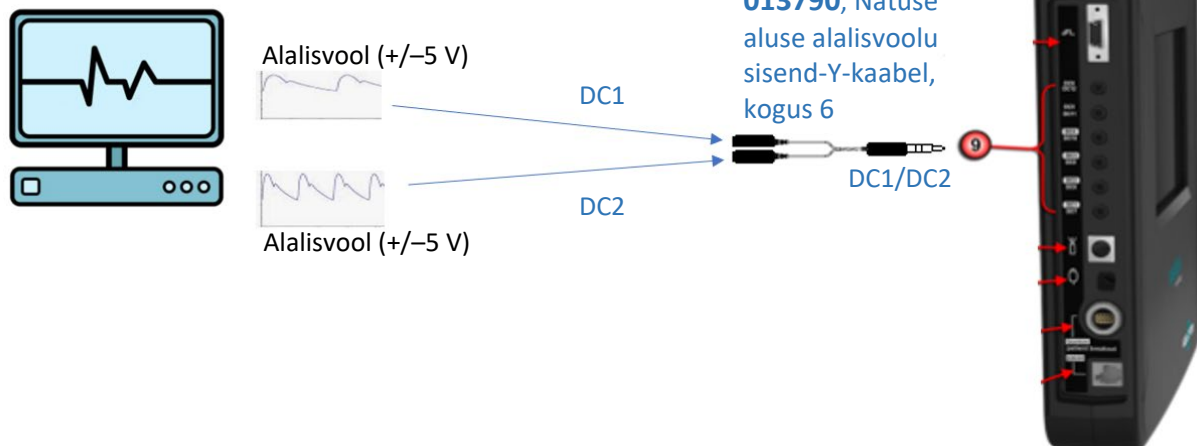 013790, Natuse
aluse alalisvoolu
sisend-Y-kaabel,
kogus 6
Alalisvool (+/–5 V)
DC1
DC1/DC2
9
DC2
Alalisvool (+/–5 V)